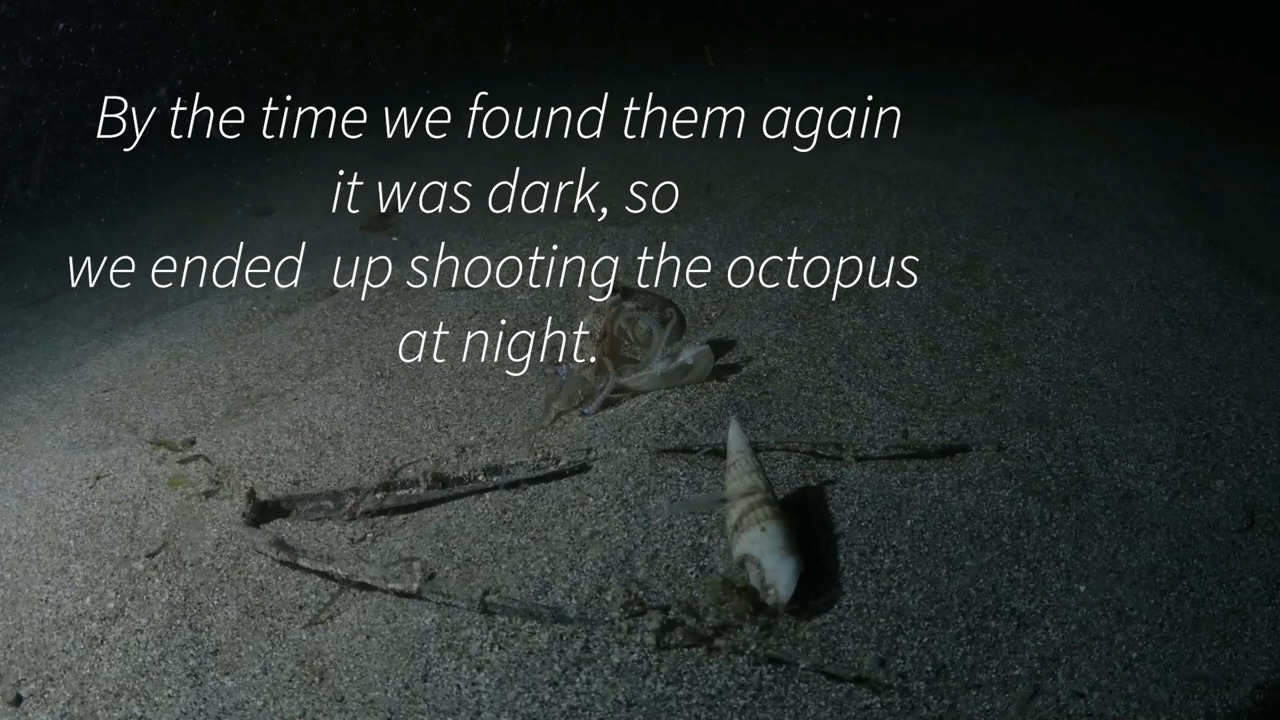 By the time we found them again
it was dark, so
we ended  up shooting the octopus
at night.